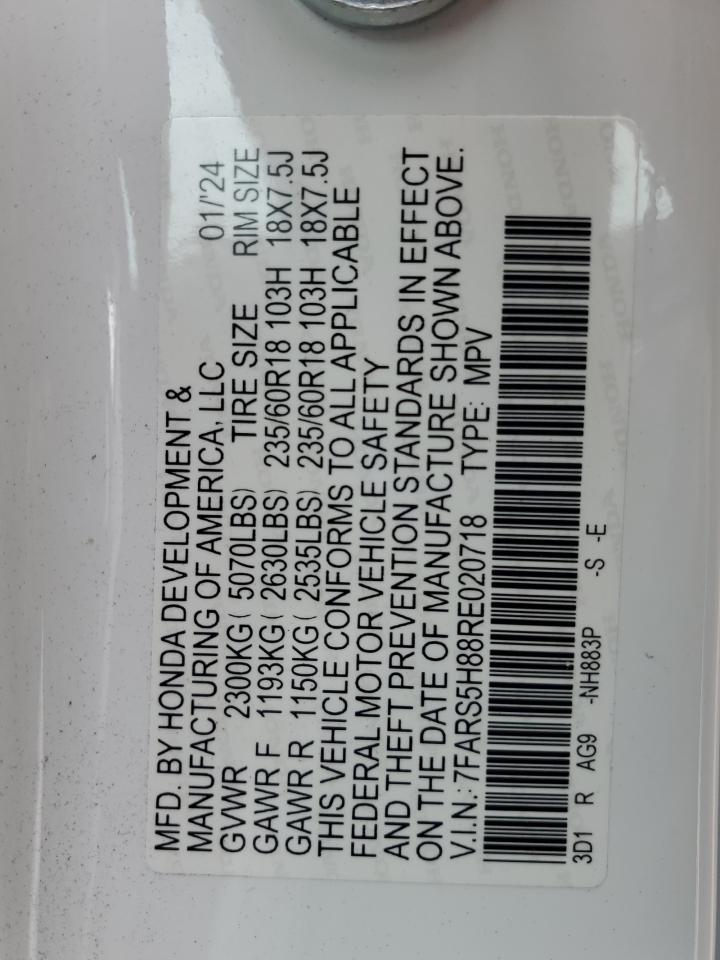 MFD. BY HONDA DEVELOPMENT &
MANUFACTURING OF AMERICA, LLC 01/'24
GVWR 2300KG( 5070LBS) TIRE SIZE RIM SIZE
GAWR F 1193KG( 2630LBS) 235/60R18 103H 18X7.5J
GAWR R 1150KG( 2535LBS) 235/60R18 103H 18X7.5J
THIS VEHICLE CONFORMS TO ALL APPLICABLE
FEDERAL MOTOR VEHICLE SAFETY
AND THEFT PREVENTION STANDARDS IN EFFECT
ON THE DATE OF MANUFACTURE SHOWN ABOVE.
V.I.N.: 7FARS5H88RE020718 TYPE: MPV
3D1 R AG9 -NH883P -S -E